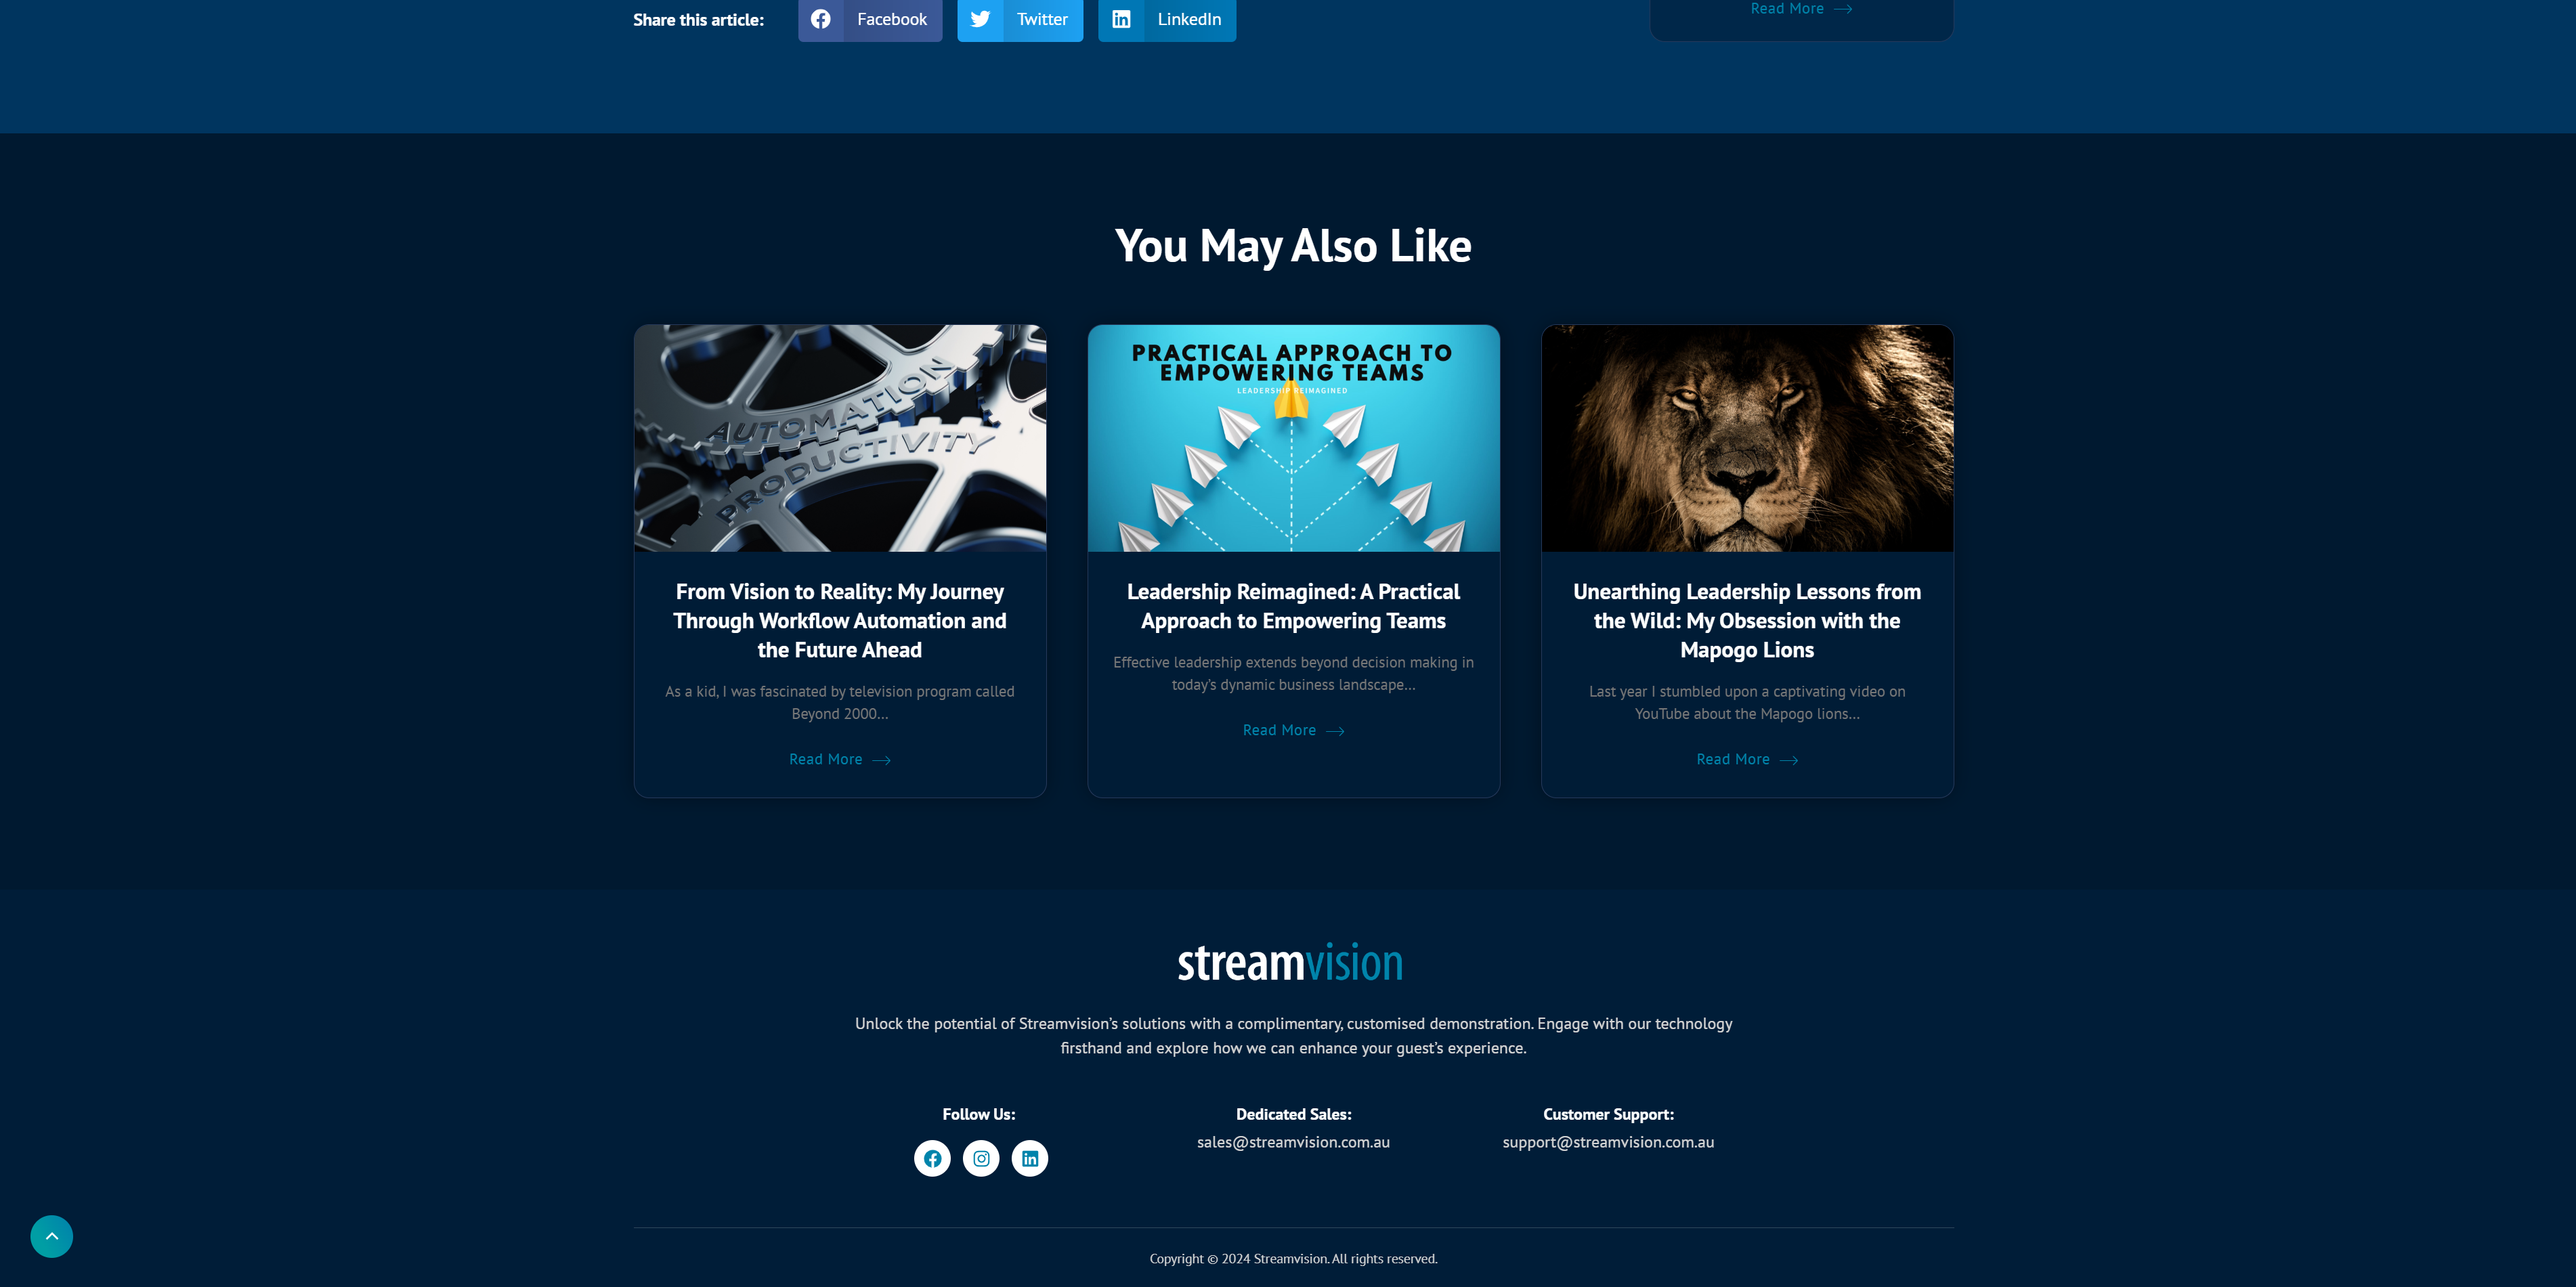 Share this article:
Facebook
Twitter
LinkedIn
Read More
You May Also Like
AUTOMATION
PRODUCTIVITY
From Vision to Reality: My Journey
Through Workflow Automation and
the Future Ahead
As a kid, I was fascinated by television program called
Beyond 2000...
Read More
PRACTICAL APPROACH TO
EMPOWERING TEAMS
LEADERSHIP REIMAGINED
Leadership Reimagined: A Practical
Approach to Empowering Teams
Effective leadership extends beyond decision making in
today’s dynamic business landscape...
Read More
Unearthing Leadership Lessons from
the Wild: My Obsession with the
Mapogo Lions
Last year I stumbled upon a captivating video on
YouTube about the Mapogo lions...
Read More
streamvision
Unlock the potential of Streamvision’s solutions with a complimentary, customised demonstration. Engage with our technology
firsthand and explore how we can enhance your guest’s experience.
Follow Us:
Dedicated Sales:
sales@streamvision.com.au
Customer Support:
support@streamvision.com.au
Copyright © 2024 Streamvision. All rights reserved.